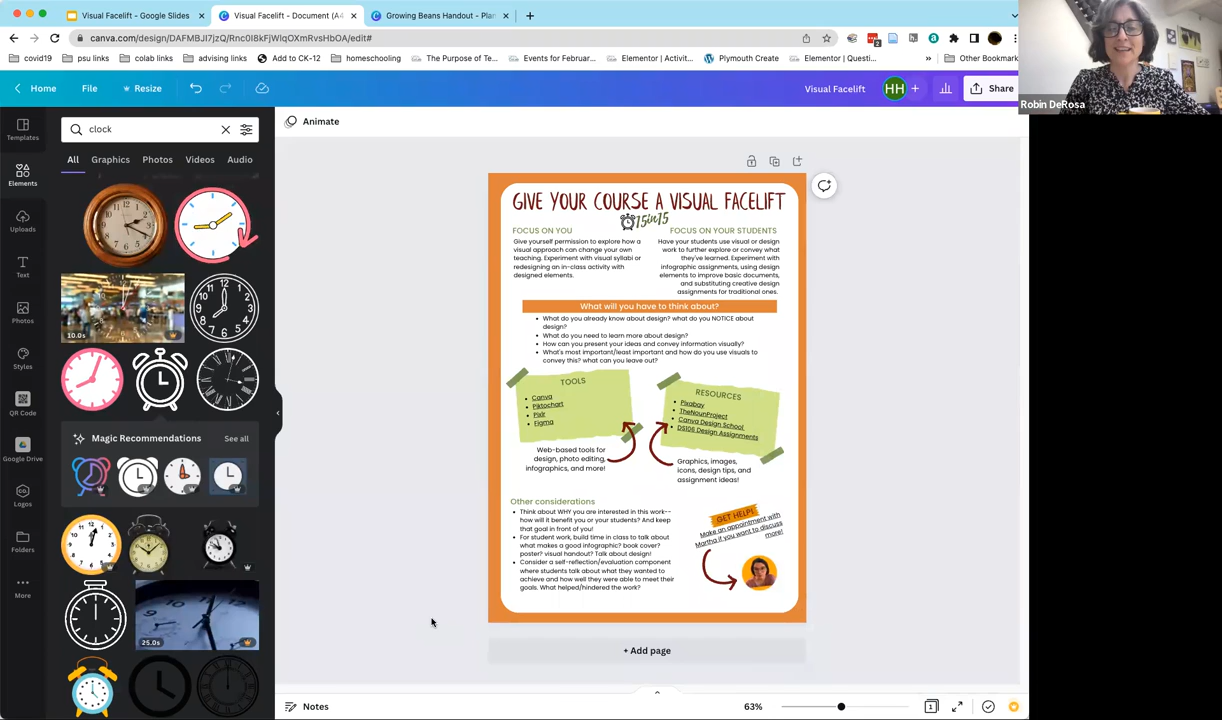 Visual Facelift - Google Slides
Visual Facelift - Document (A4
Growing Beans Handout - Plan
canva.com/design/DAFMBJI7jzQ/Rnc0I8kFjWlqOXmRvsHbOA/edit#
covid19
psu links
colab links
advising links
Add to CK-12
homeschooling
The Purpose of Te...
Events for Februar...
Elementor | Activit...
Plymouth Create
Elementor | Questi...
»
Other Bookmark
Home
File
Resize
Visual Facelift
HH
+
Share
Robin DeRosa
Templates
Elements
Uploads
Text
Photos
Styles
QR Code
Google Drive
Logos
Folders
More
clock
All
Graphics
Photos
Videos
Audio
10.0s
Magic Recommendations
See all
25.0s
Animate
GIVE YOUR COURSE A VISUAL FACELIFT
15in15
FOCUS ON YOU
Give yourself permission to explore how a
visual approach can change your own
teaching. Experiment with visual syllabi or
redesigning an in-class activity with
designed elements.
FOCUS ON YOUR STUDENTS
Have your students use visual or design
work to further explore or convey what
they've learned. Experiment with
infographic assignments, using design
elements to improve basic documents,
and substituting creative design
assignments for traditional ones.
What will you have to think about?
• What do you already know about design? what do you NOTICE about
design?
• What do you need to learn more about design?
• How can you present your ideas and convey information visually?
• What's most important/least important and how do you use visuals to
convey this? what can you leave out?
TOOLS
• Canva
• Piktochart
• Pixlr
• Figma
Web-based tools for
design, photo editing,
infographics, and more!
RESOURCES
• Pixabay
• TheNounProject
• Canva Design School
• DS106 Design Assignments
Graphics, images,
icons, design tips, and
assignment ideas!
Other considerations
• Think about WHY you are interested in this work--
how will it benefit you or your students? And keep
that goal in front of you!
• For student work, build time in class to talk about
what makes a good infographic? book cover?
poster? visual handout? Talk about design!
• Consider a self-reflection/evaluation component
where students talk about what they wanted to
achieve and how well they were able to meet their
goals. What helped/hindered the work?
GET HELP!
Make an appointment with
Martha if you want to discuss
more!
+ Add page
Notes
63%
1